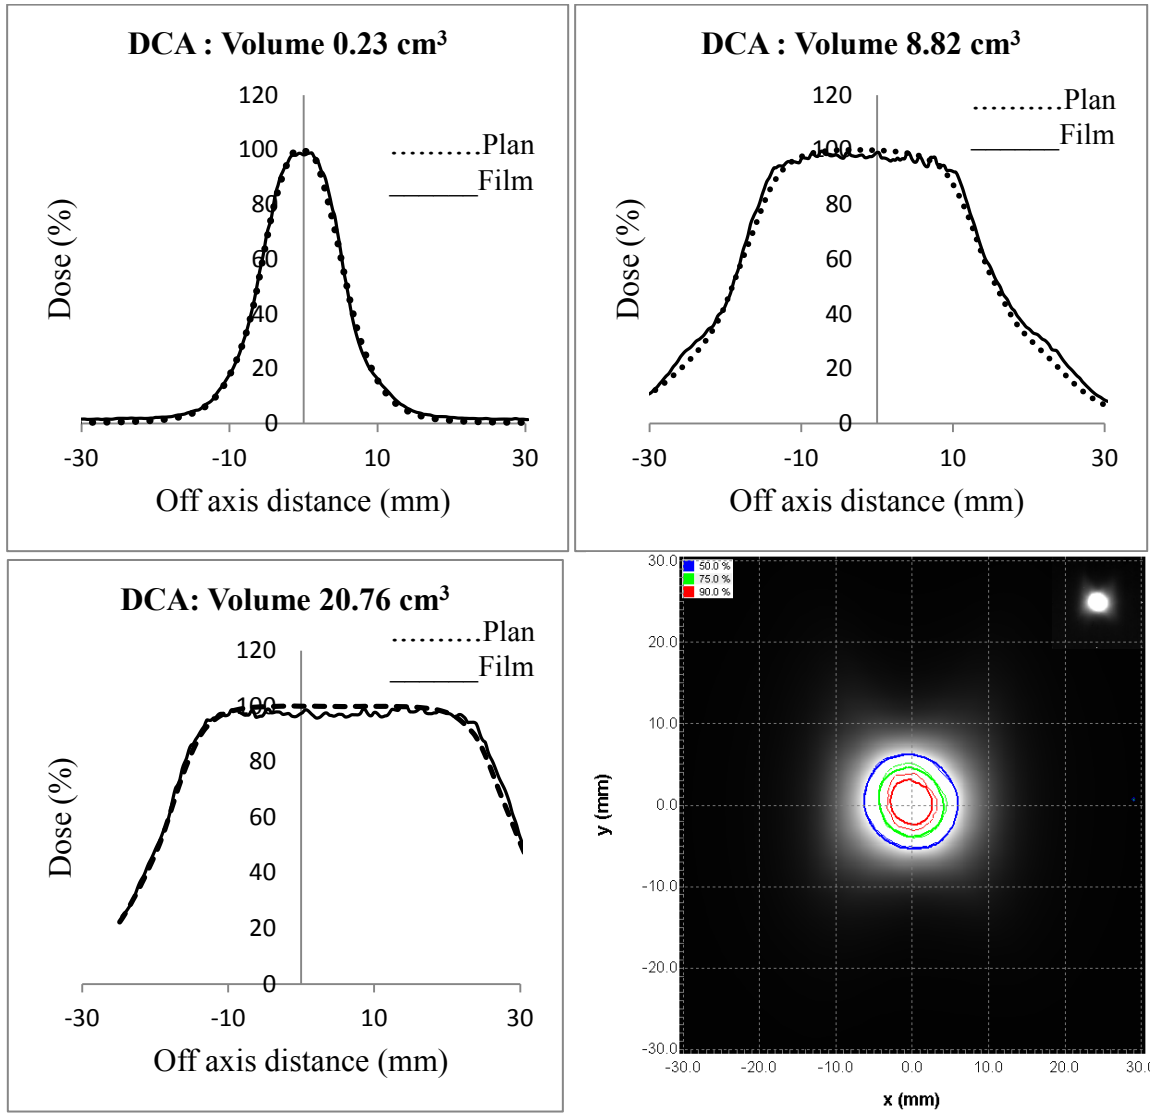 DCA : Volume 0.23 cm³
120
100
80
60
40
20
0
..........Plan
________Film
Dose (%)
-30 -10 10 30
Off axis distance (mm)
DCA : Volume 8.82 cm³
120
100
80
60
40
20
0
..........Plan
________Film
Dose (%)
-30 -10 10 30
Off axis distance (mm)
DCA: Volume 20.76 cm³
120
100
80
60
40
20
0
..........Plan
________Film
Dose (%)
-30 -10 10 30
Off axis distance (mm)
50.0 %
75.0 %
90.0 %
30.0
20.0
10.0
0.0
-10.0
-20.0
-30.0
y (mm)
-30.0 -20.0 -10.0 0.0 10.0 20.0 30.0
x (mm)